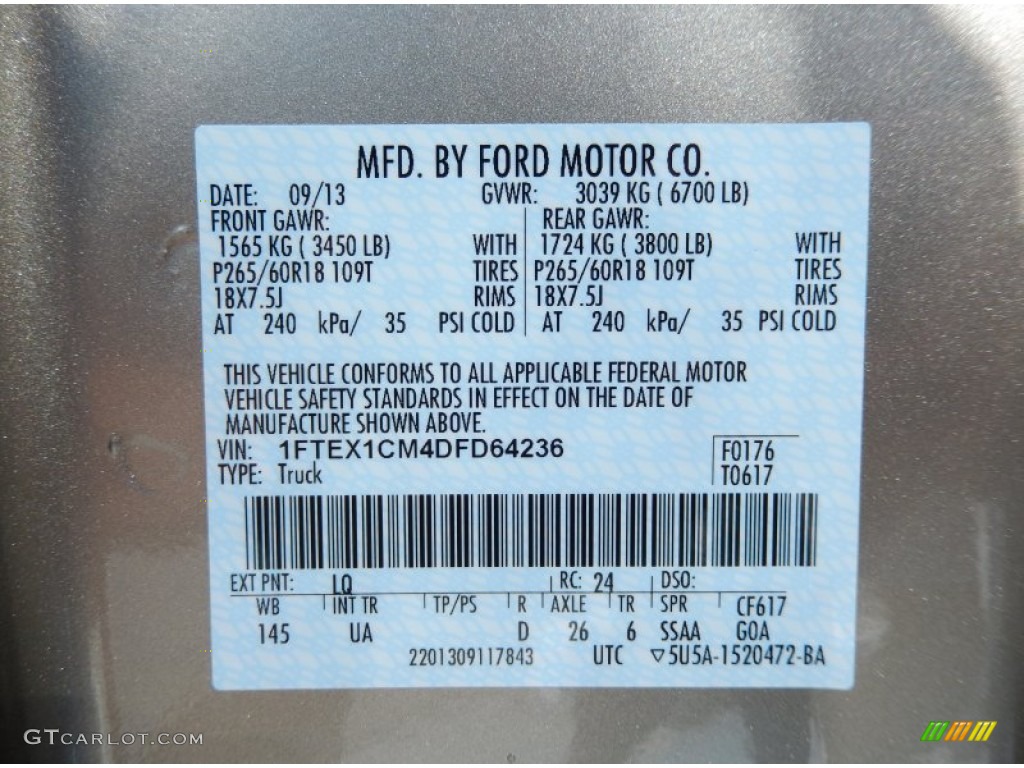 MFD. BY FORD MOTOR CO.
DATE: 09/13 GVWR: 3039 KG ( 6700 LB)
FRONT GAWR: REAR GAWR:
1565 KG ( 3450 LB) WITH 1724 KG ( 3800 LB) WITH
P265/60R18 109T TIRES P265/60R18 109T TIRES
18X7.5J RIMS 18X7.5J RIMS
AT 240 kPa/ 35 PSI COLD AT 240 kPa/ 35 PSI COLD
THIS VEHICLE CONFORMS TO ALL APPLICABLE FEDERAL MOTOR
VEHICLE SAFETY STANDARDS IN EFFECT ON THE DATE OF
MANUFACTURE SHOWN ABOVE.
VIN: 1FTEX1CM4DFD64236 F0176
TYPE: Truck T0617
EXT PNT: LQ RC: 24 DSO:
WB INT TR TP/PS R AXLE TR SPR CF617
145 UA D 26 6 SSAA GOA
2201309117843 UTC ▽5U5A-1520472-BA
GTCARLOT.COM